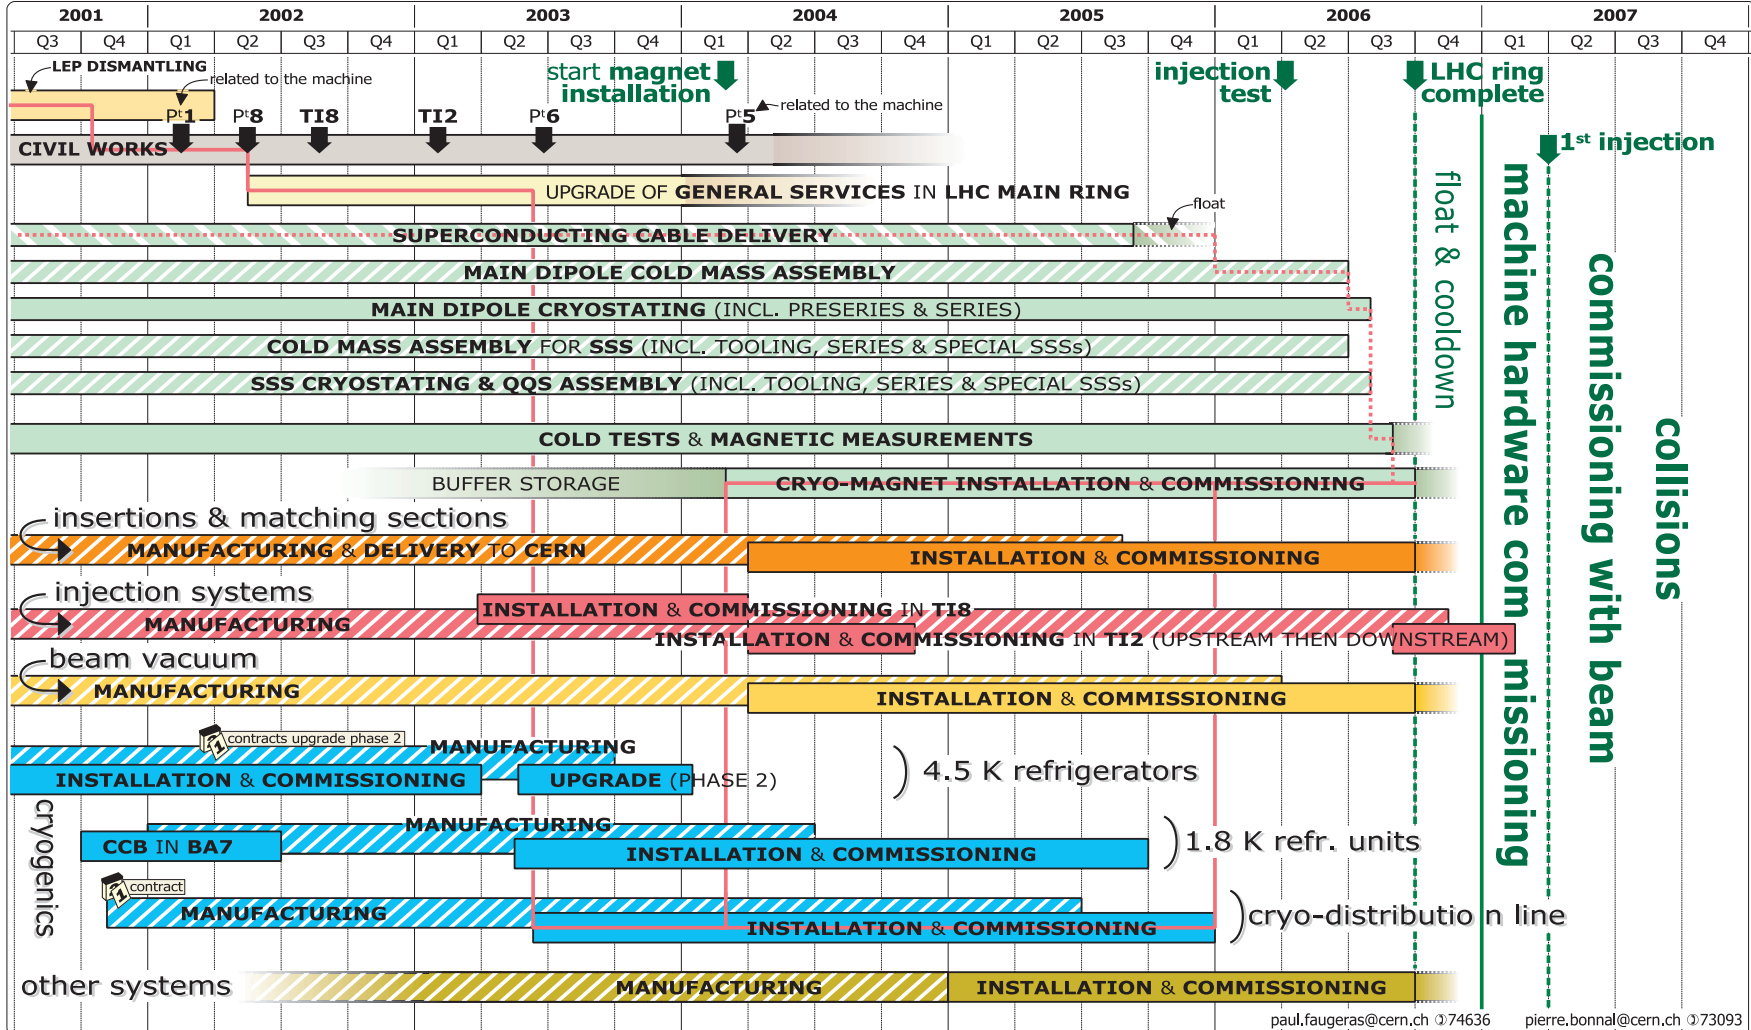 2001 2002 2003 2004 2005 2006 2007
Q3 Q4 Q1 Q2 Q3 Q4 Q1 Q2 Q3 Q4 Q1 Q2 Q3 Q4 Q1 Q2 Q3 Q4 Q1 Q2 Q3 Q4 Q1 Q2 Q3 Q4
LEP DISMANTLING
related to the machine
start magnet
installation
injection
test
LHC ring
complete
Pt1 Pt8 TI8 TI2 Pt6 Pt5
related to the machine
CIVIL WORKS
1st injection
UPGRADE OF GENERAL SERVICES IN LHC MAIN RING
float
SUPERCONDUCTING CABLE DELIVERY
MAIN DIPOLE COLD MASS ASSEMBLY
MAIN DIPOLE CRYOSTATING (INCL. PRESERIES & SERIES)
COLD MASS ASSEMBLY FOR SSS (INCL. TOOLING, SERIES & SPECIAL SSSs)
SSS CRYOSTATING & QQS ASSEMBLY (INCL. TOOLING, SERIES & SPECIAL SSSs)
COLD TESTS & MAGNETIC MEASUREMENTS
BUFFER STORAGE
CRYO-MAGNET INSTALLATION & COMMISSIONING
float & cooldown
machine hardware com missioning
commissioning with beam
collisions
insertions & matching sections
MANUFACTURING & DELIVERY TO CERN
INSTALLATION & COMMISSIONING
injection systems
INSTALLATION & COMMISSIONING IN TI8
MANUFACTURING
INSTALLATION & COMMISSIONING IN TI2 (UPSTREAM THEN DOWNSTREAM)
beam vacuum
MANUFACTURING
INSTALLATION & COMMISSIONING
cryogenics
1 contracts upgrade phase 2
MANUFACTURING
INSTALLATION & COMMISSIONING
UPGRADE (PHASE 2)
4.5 K refrigerators
MANUFACTURING
CCB IN BA7
INSTALLATION & COMMISSIONING
1.8 K refr. units
1 contract
MANUFACTURING
INSTALLATION & COMMISSIONING
cryo-distributio n line
other systems
MANUFACTURING
INSTALLATION & COMMISSIONING
paul.faugeras@cern.ch ✆74636 pierre.bonnal@cern.ch ✆73093